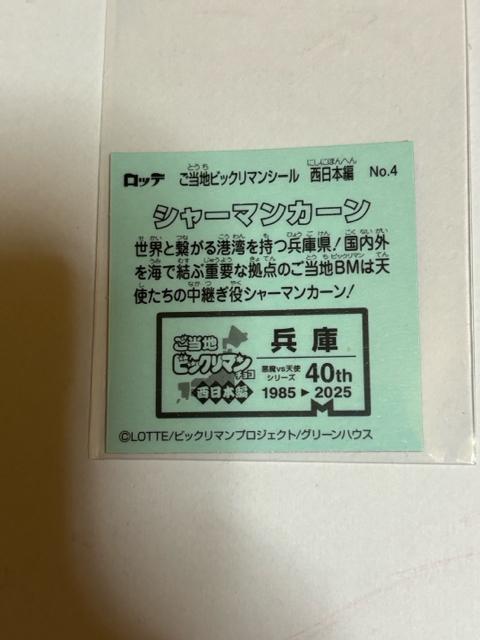 ロッテ ご当地ビックリマンシール 西日本編 No.4
シャーマンカーン
世界と繋がる港湾を持つ兵庫県！国内外
を海で結ぶ重要な拠点のご当地BMは天
使たちの中継ぎ役シャーマンカーン！
ご当地
ビックリマン
チョコ
西日本編
兵庫
悪魔vs天使
シリーズ
40th
1985▶2025
©LOTTE/ビックリマンプロジェクト/グリーンハウス